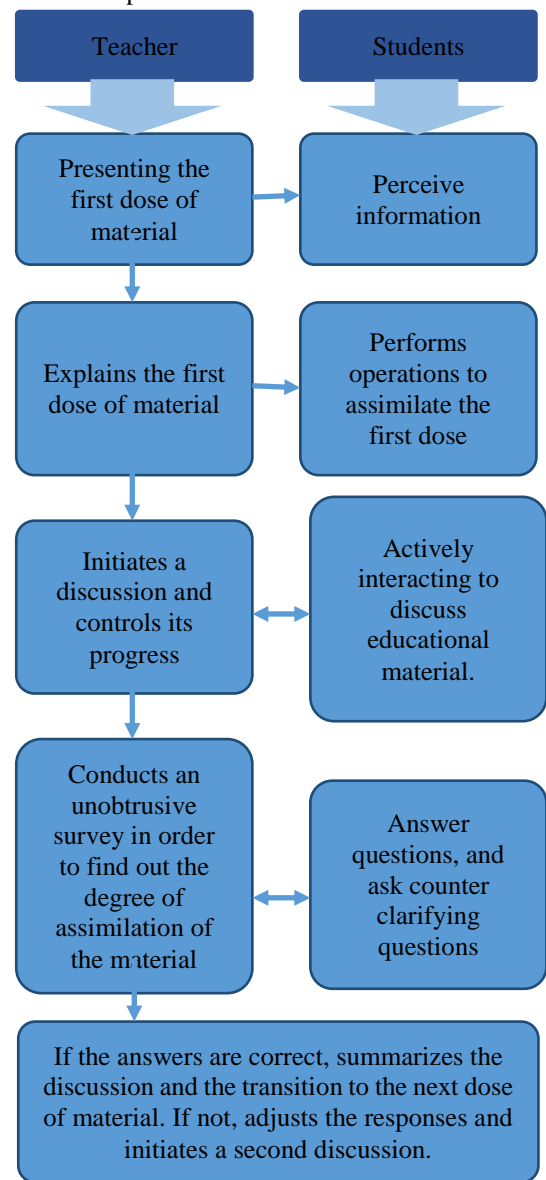 Teacher
Students
Presenting the
first dose of
material
Perceive
information
Explains the first
dose of material
Performs
operations to
assimilate the
first dose
Initiates a
discussion and
controls its
progress
Actively
interacting to
discuss
educational
material.
Conducts an
unobtrusive
survey in order
to find out the
degree of
assimilation of
the material
Answer
questions, and
ask counter
clarifying
questions
If the answers are correct, summarizes the
discussion and the transition to the next dose
of material. If not, adjusts the responses and
initiates a second discussion.